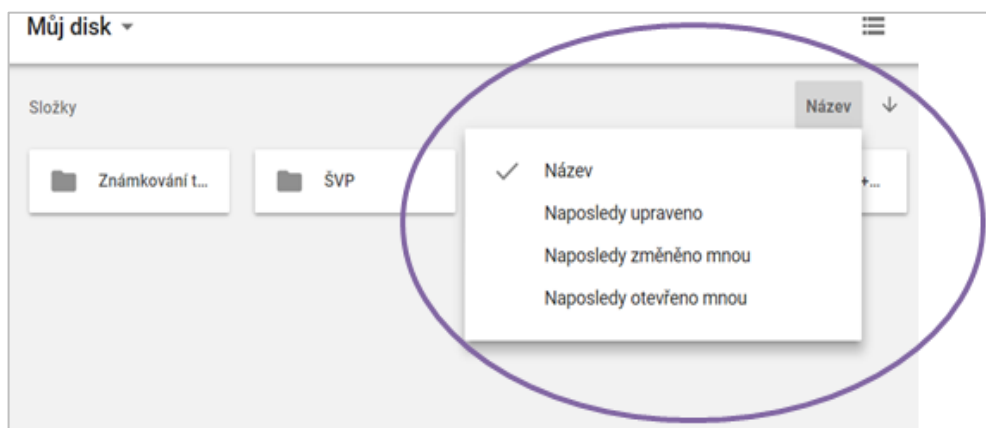 Můj disk
Složky
Název
Známkování t...
ŠVP
+...
Název
Naposledy upraveno
Naposledy změněno mnou
Naposledy otevřeno mnou